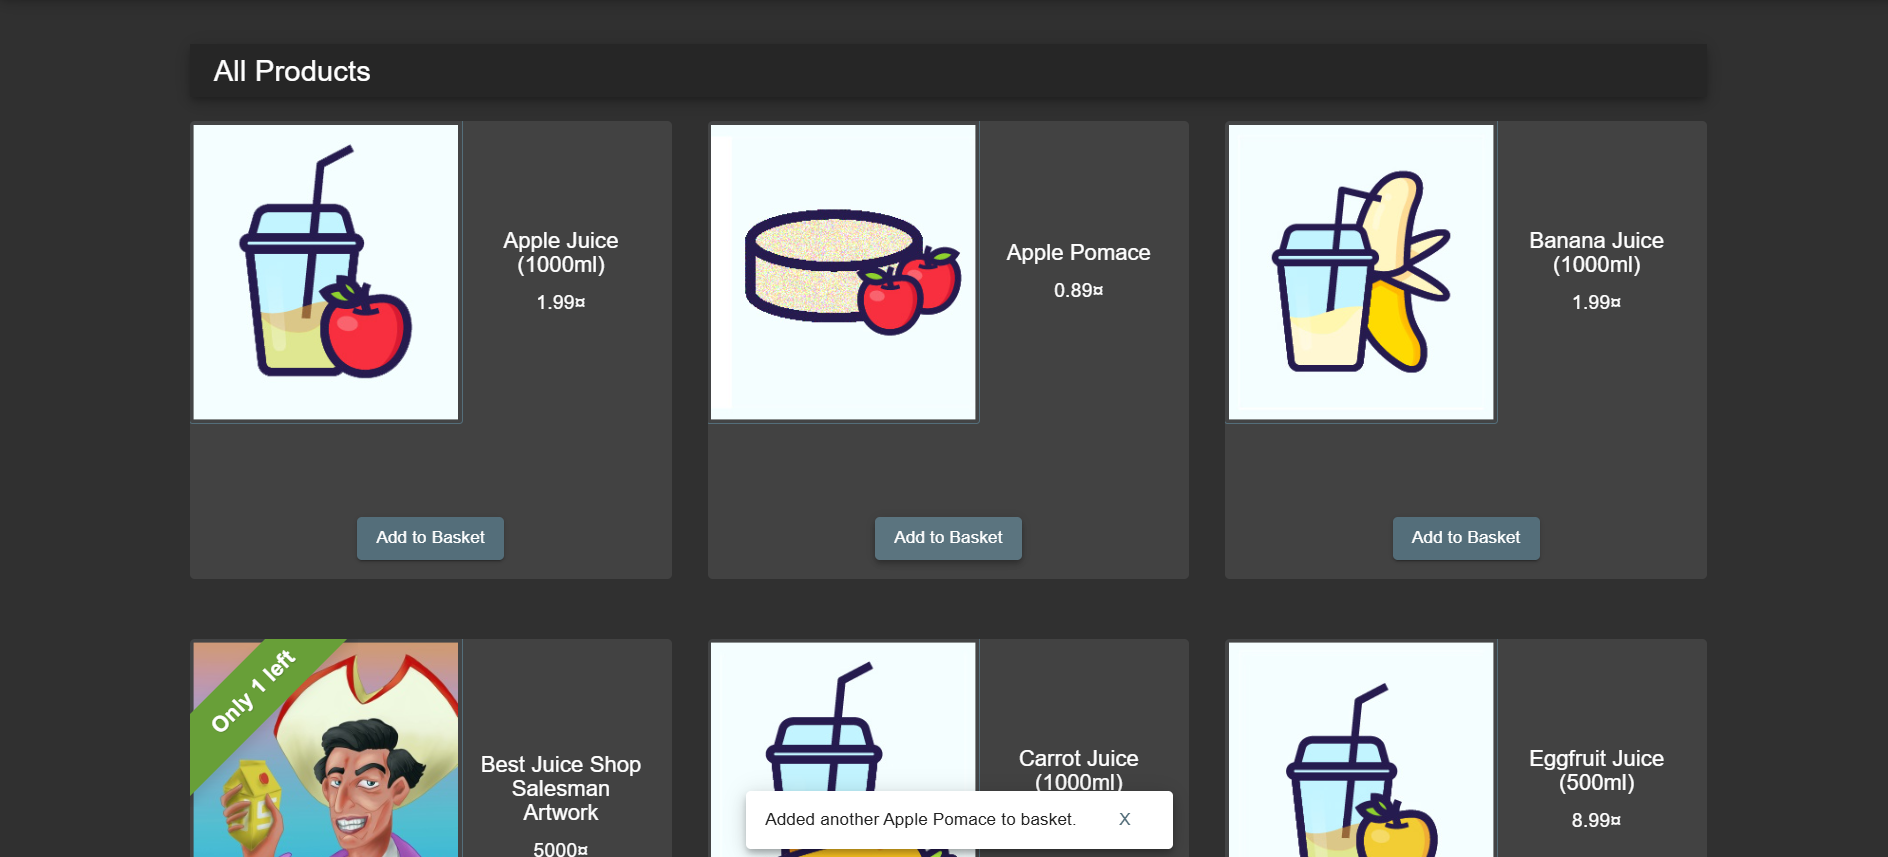 All Products
Apple Juice
(1000ml)
1.99¤
Add to Basket
Apple Pomace
0.89¤
Add to Basket
Banana Juice
(1000ml)
1.99¤
Add to Basket
Only 1 left
Best Juice Shop
Salesman
Artwork
5000¤
Carrot Juice
(1000ml)
Eggfruit Juice
(500ml)
8.99¤
Added another Apple Pomace to basket. X